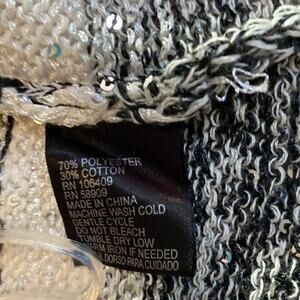 70% POLYESTER
30% COTTON
RN 106409
RN 58909
MADE IN CHINA
MACHINE WASH COLD
GENTLE CYCLE
DO NOT BLEACH
TUMBLE DRY LOW
IRON IF NEEDED
DORSO PARA CUIDADO